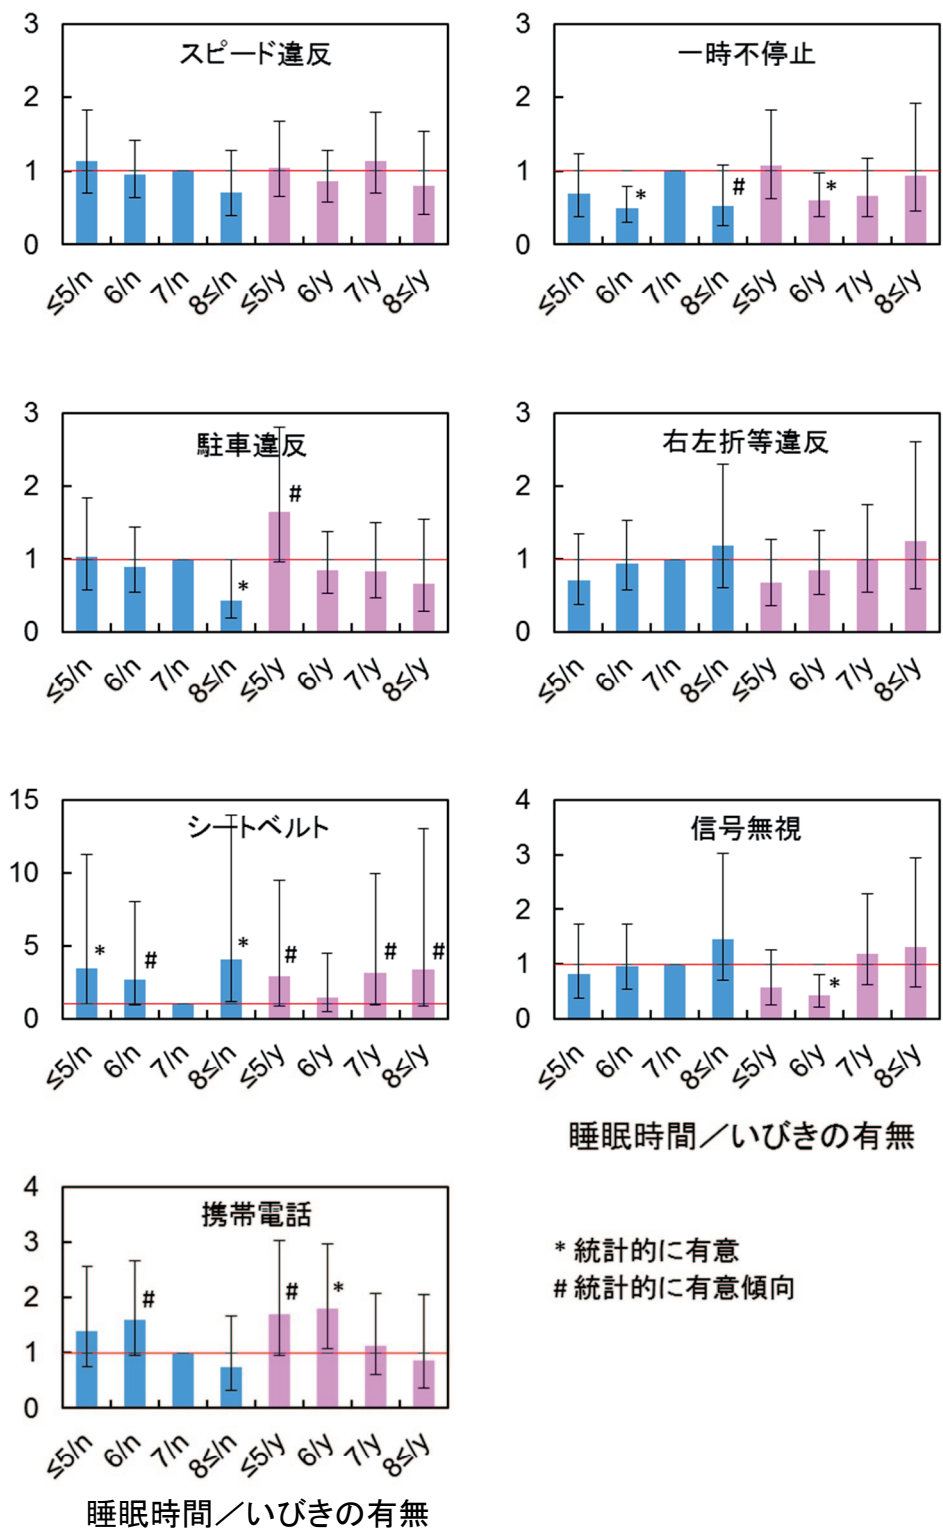 スピード違反
3
2
1
0
≤5/n 6/n 7/n 8≤/n ≤5/y 6/y 7/y 8≤/y
一時不停止
3
2
1
0
* # *
≤5/n 6/n 7/n 8≤/n ≤5/y 6/y 7/y 8≤/y
駐車違反
3
2
1
0
* #
≤5/n 6/n 7/n 8≤/n ≤5/y 6/y 7/y 8≤/y
右左折等違反
3
2
1
0
≤5/n 6/n 7/n 8≤/n ≤5/y 6/y 7/y 8≤/y
シートベルト
15
10
5
0
* # * # # #
≤5/n 6/n 7/n 8≤/n ≤5/y 6/y 7/y 8≤/y
信号無視
4
3
2
1
0
*
≤5/n 6/n 7/n 8≤/n ≤5/y 6/y 7/y 8≤/y
睡眠時間／いびきの有無
携帯電話
4
3
2
1
0
# # *
≤5/n 6/n 7/n 8≤/n ≤5/y 6/y 7/y 8≤/y
睡眠時間／いびきの有無
* 統計的に有意
# 統計的に有意傾向